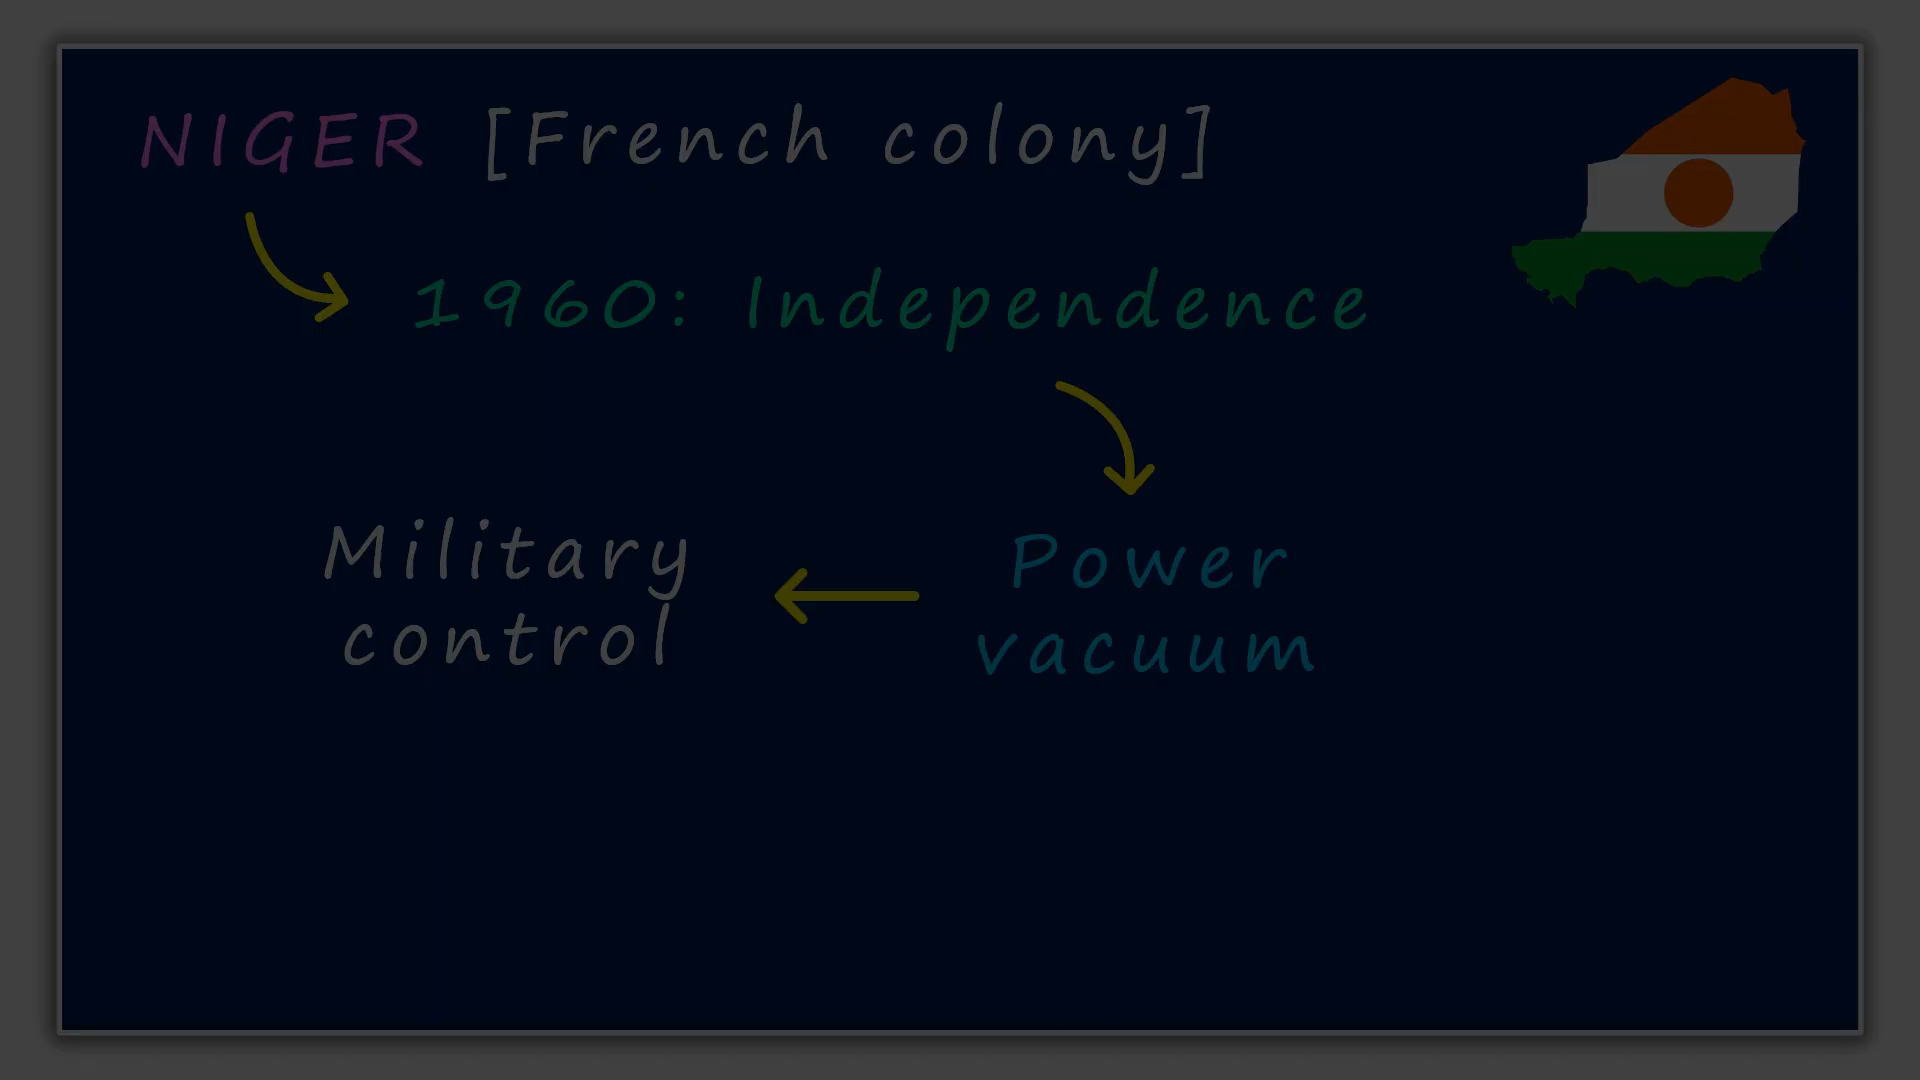 NIGER [French colony]
1960: Independence
Power
vacuum
Military
control